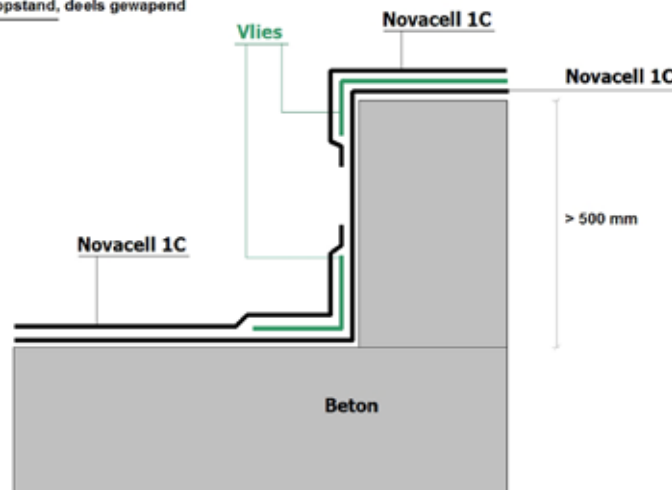 opstand, deels gewapend
Novacell 1C
Vlies
Novacell 1C
> 500 mm
Novacell 1C
Beton